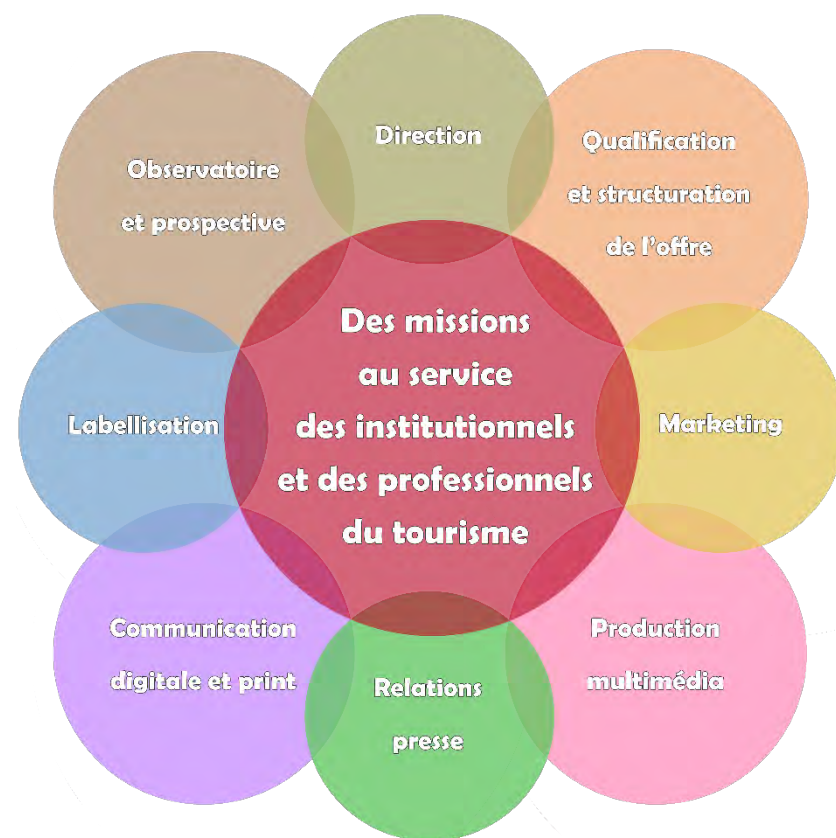 Direction
Qualification
et structuration
de l'offre
Observatoire
et prospective
Des missions
au service
des institutionnels
et des professionnels
du tourisme
Labellisation
Marketing
Communication
digitale et print
Production
multimédia
Relations
presse